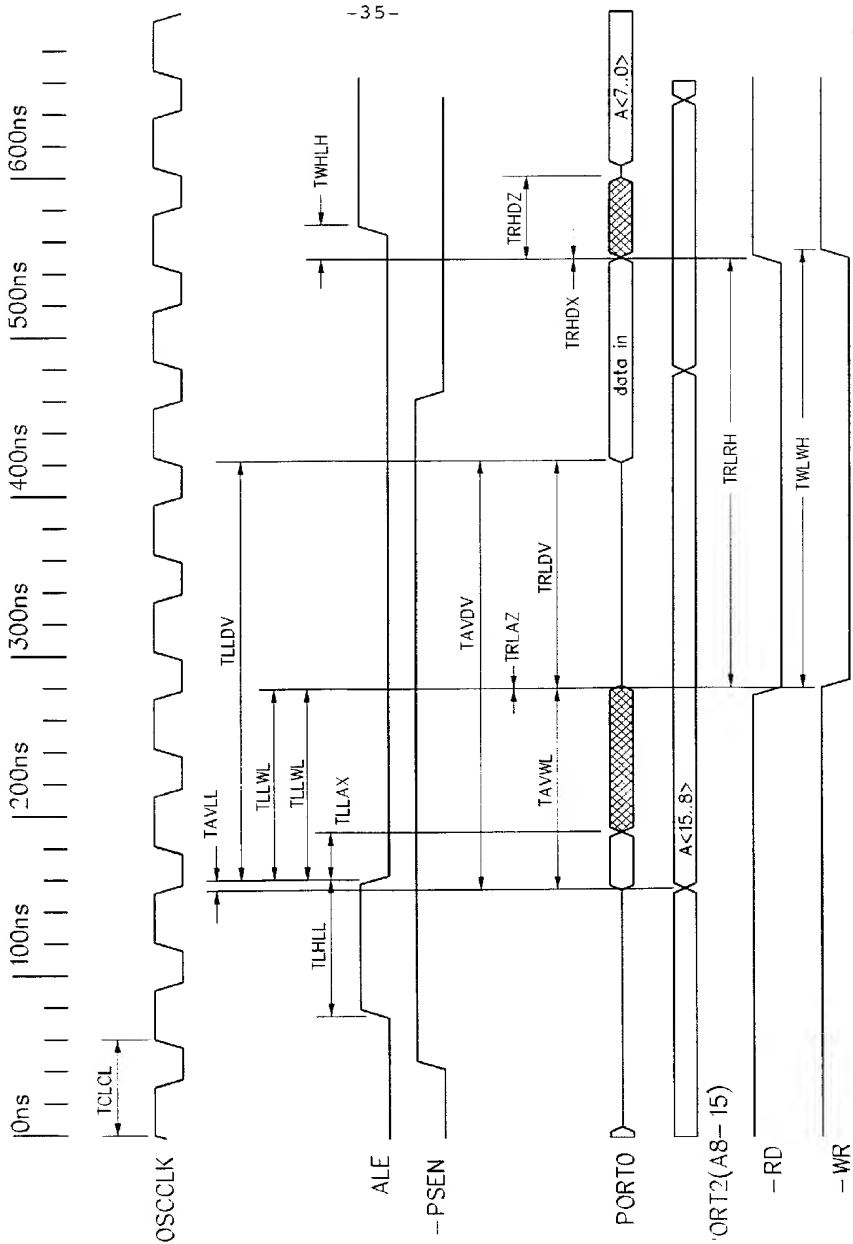 -35-
0ns
100ns
200ns
300ns
400ns
500ns
600ns
TCLCL
OSCCLK
TAVLL
TLLDV
TLLWL
TLLWL
TLLAX
TLHLL
TWHLH
ALE
-PSEN
TAVDV
TRLAZ
TAVWL
TRLDV
TRHDX
TRHDZ
PORT0
data in
A<7..0>
PORT2(A8-15)
A<15..8>
TRLRH
-RD
TWLWH
-WR